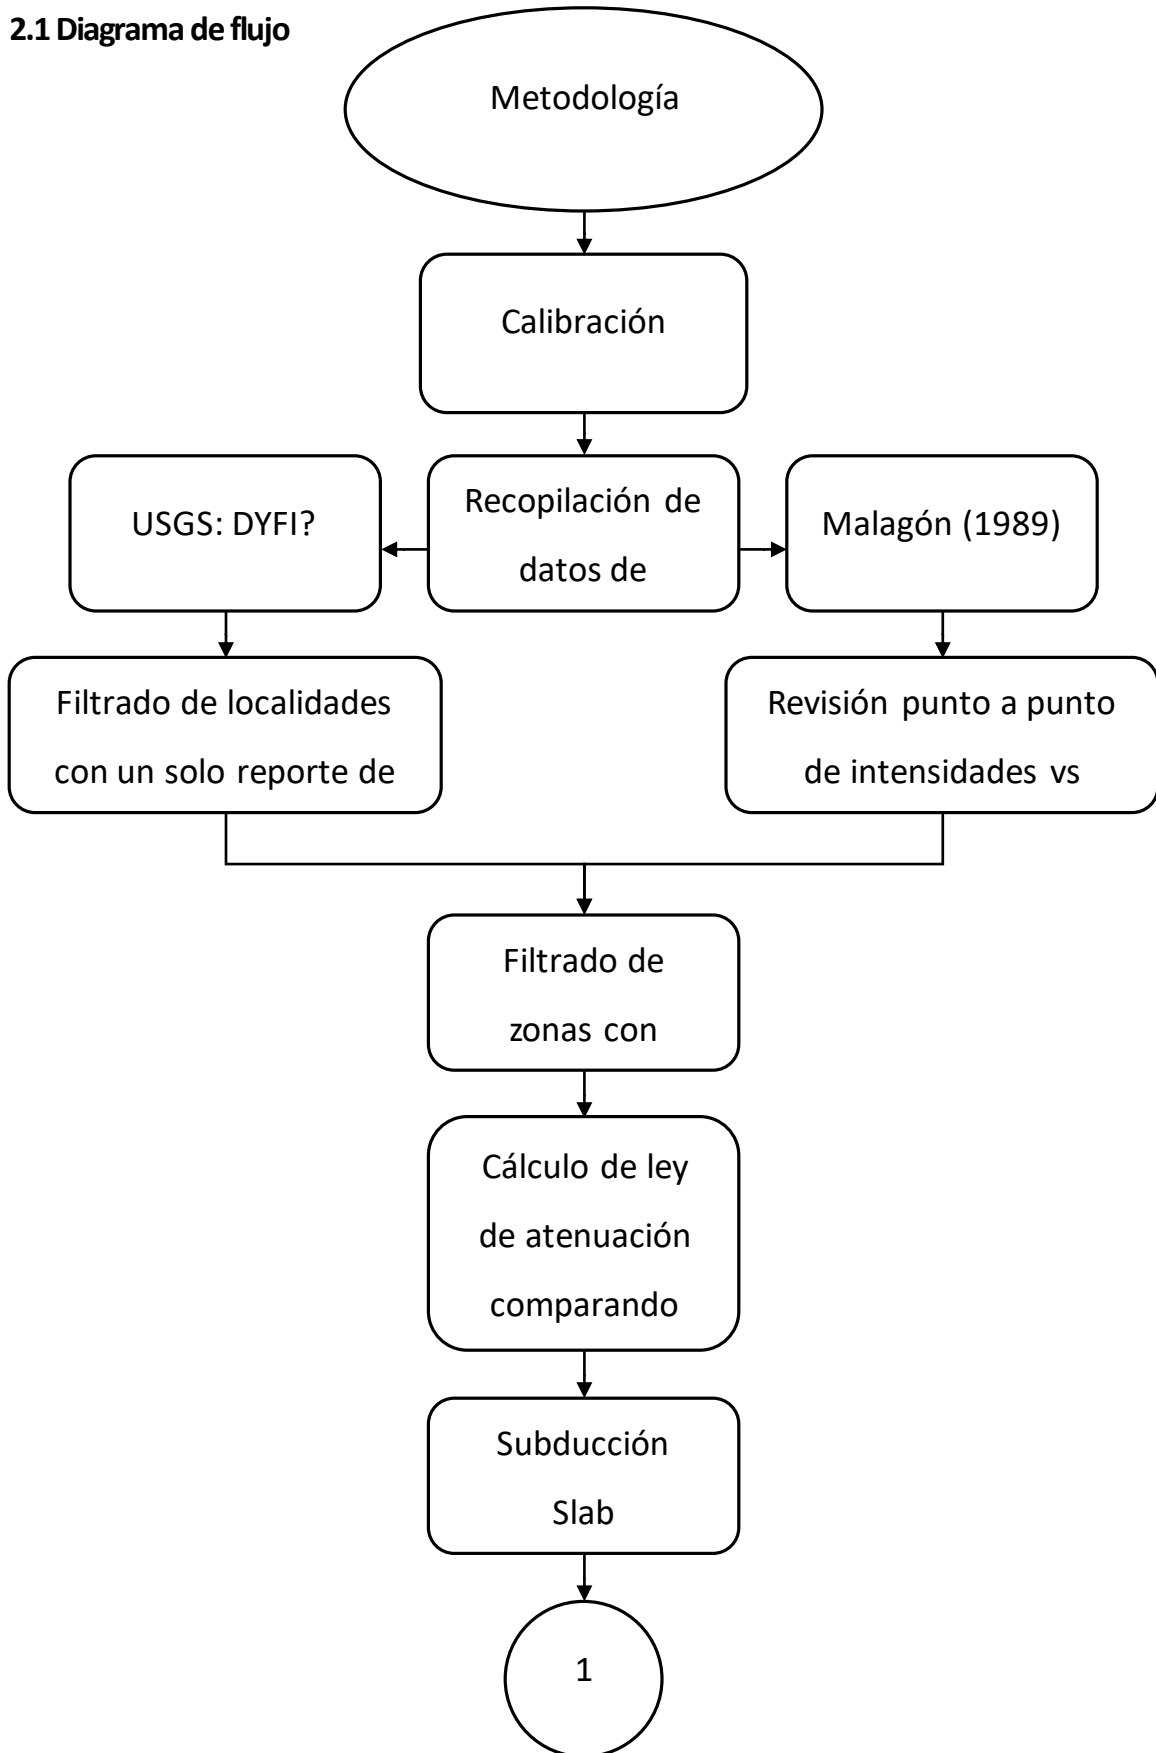 2.1 Diagrama de flujo
Metodología
Calibración
USGS: DYFI?
Recopilación de
datos de
Malagón (1989)
Filtrado de localidades
con un solo reporte de
Revisión punto a punto
de intensidades vs
Filtrado de
zonas con
Cálculo de ley
de atenuación
comparando
Subducción
Slab
1